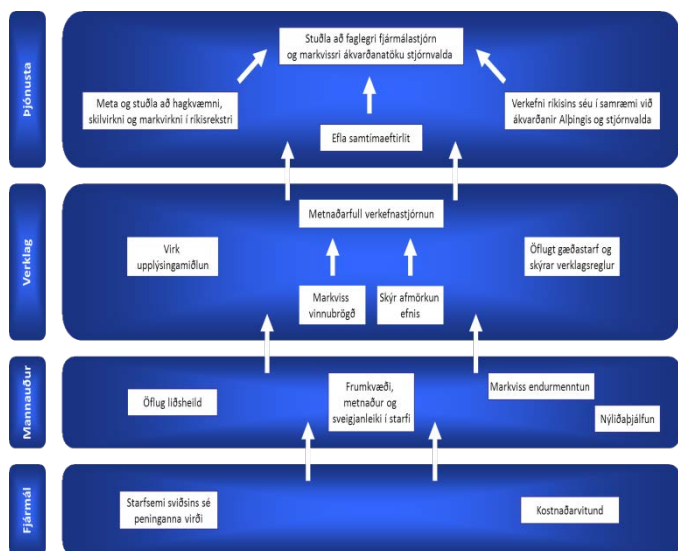 Þjónusta
Stuðla að faglegri fjármálastjórn
og markvissri ákvarðanatöku stjórnvalda
Meta og stuðla að hagkvæmni,
skilvirkni og markvirkni í ríkisrekstri
Verkefni ríkisins séu í samræmi við
ákvarðanir Alþingis og stjórnvalda
Efla samtímaeftirlit
Verklag
Metnaðarfull verkefnastjórnun
Virk
upplýsingamiðlun
Öflugt gæðastarf og
skýrar verklagsreglur
Markviss
vinnubrögð
Skýr afmörkun
efnis
Mannauður
Öflug liðsheild
Frumkvæði,
metnaður og
sveigjanleiki í starfi
Markviss endurmenntun
Nýliðaþjálfun
Fjármál
Starfsemi sviðsins sé
peninganna virði
Kostnaðarvitund